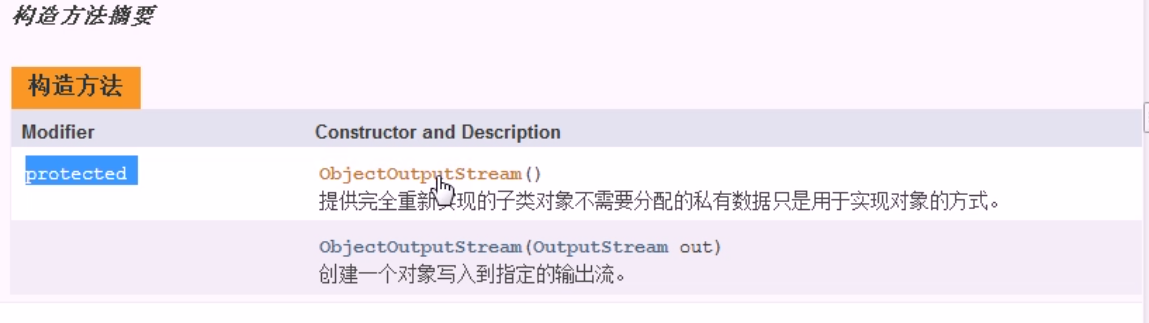 构造方法摘要
构造方法
Modifier Constructor and Description
protected ObjectOutputStream()
提供完全重新实现的子类对象不需要分配的私有数据只是用于实现对象的方式。
ObjectOutputStream(OutputStream out)
创建一个对象写入到指定的输出流。